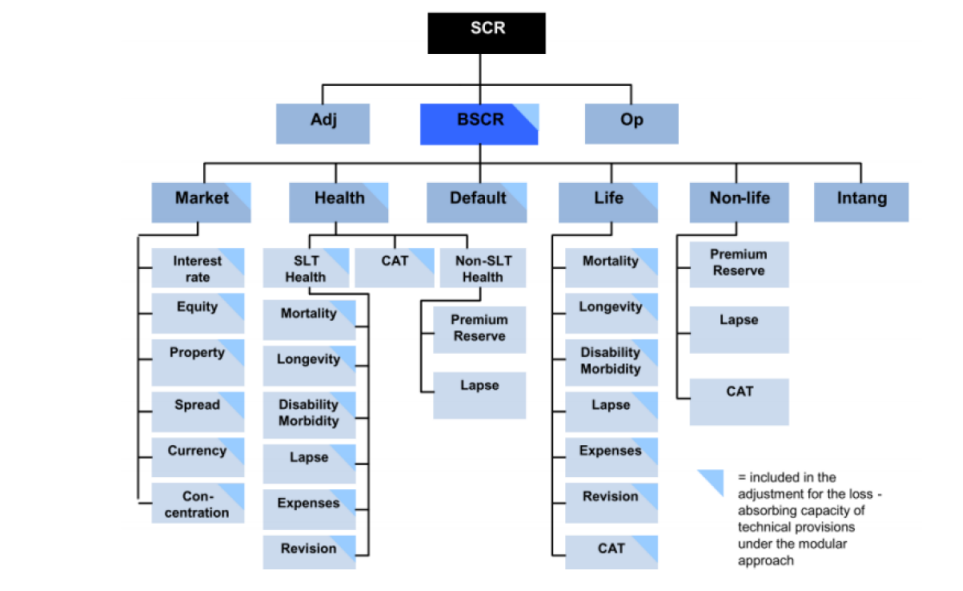 SCR
Adj
BSCR
Op
Market
Health
Default
Life
Non-life
Intang
Interest
rate
Equity
Property
Spread
Currency
Con-
centration
SLT
Health
CAT
Non-SLT
Health
Mortality
Longevity
Disability
Morbidity
Lapse
Expenses
Revision
Premium
Reserve
Lapse
Mortality
Longevity
Disability
Morbidity
Lapse
Expenses
Revision
CAT
Premium
Reserve
Lapse
CAT
= included in the
adjustment for the loss -
absorbing capacity of
technical provisions
under the modular
approach